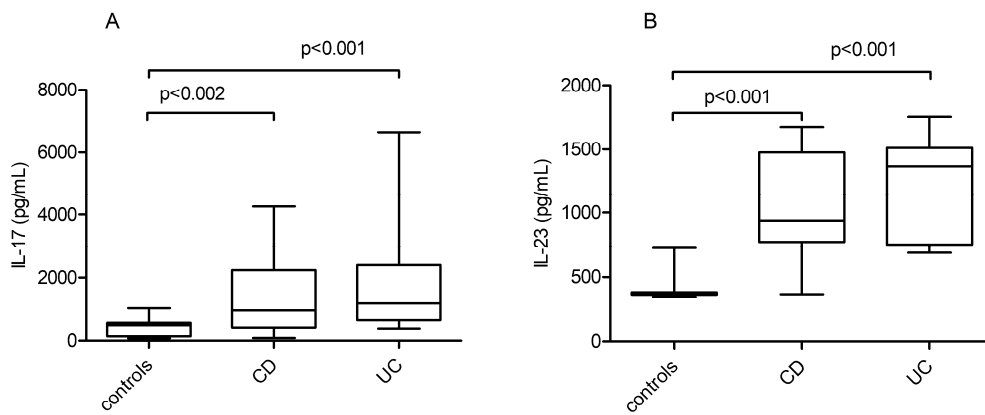 A
p<0.001
p<0.002
IL-17 (pg/mL)
8000
6000
4000
2000
0
controls
CD
UC
B
p<0.001
p<0.001
IL-23 (pg/mL)
2000
1500
1000
500
0
controls
CD
UC